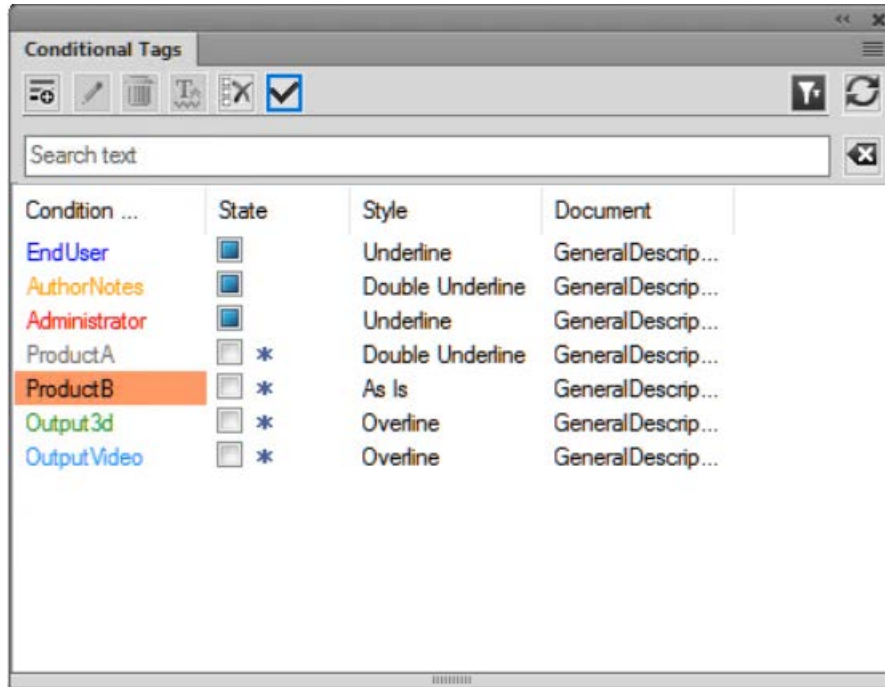 Conditional Tags
Search text
Condition ... State Style Document
EndUser Underline GeneralDescrip...
AuthorNotes Double Underline GeneralDescrip...
Administrator Underline GeneralDescrip...
ProductA * Double Underline GeneralDescrip...
ProductB * As Is GeneralDescrip...
Output3d * Overline GeneralDescrip...
OutputVideo * Overline GeneralDescrip...